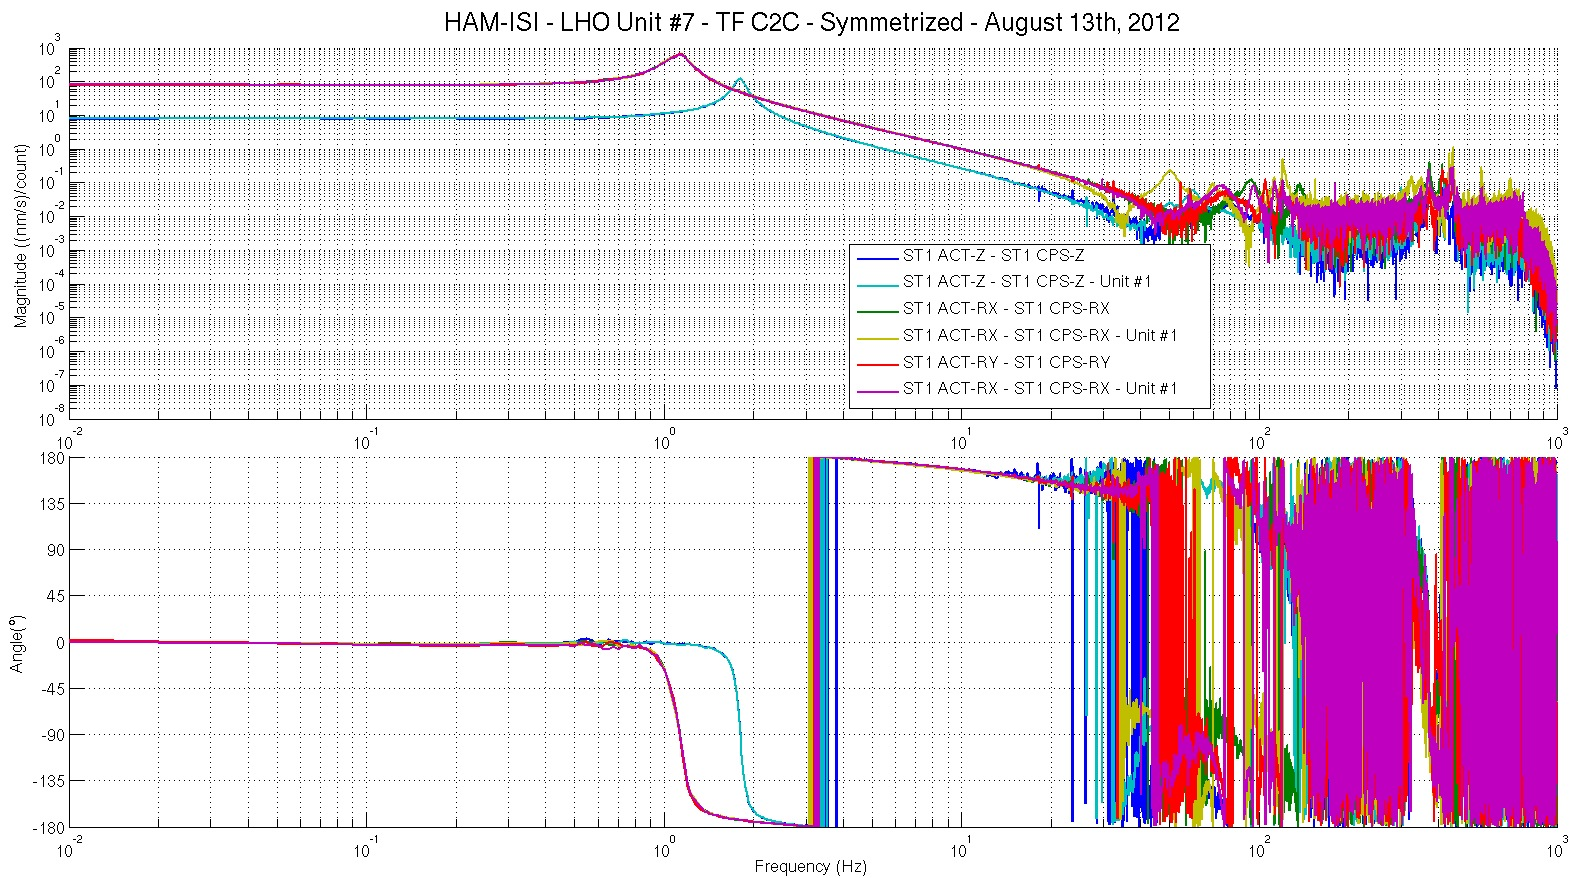 HAM-ISI - LHO Unit #7 - TF C2C - Symmetrized - August 13th, 2012
10^3
10^2
10^1
10^0
10^-1
10^-2
10^-3
10^-4
10^-5
10^-6
10^-7
10^-8
Magnitude ((nm/s)/count)
ST1 ACT-Z - ST1 CPS-Z
ST1 ACT-Z - ST1 CPS-Z - Unit #1
ST1 ACT-RX - ST1 CPS-RX
ST1 ACT-RX - ST1 CPS-RX - Unit #1
ST1 ACT-RY - ST1 CPS-RY
ST1 ACT-RX - ST1 CPS-RX - Unit #1
10^-2 10^-1 10^0 10^1 10^2 10^3
180
135
90
45
0
-45
-90
-135
-180
Angle(°)
10^-2 10^-1 10^0 10^1 10^2 10^3
Frequency (Hz)